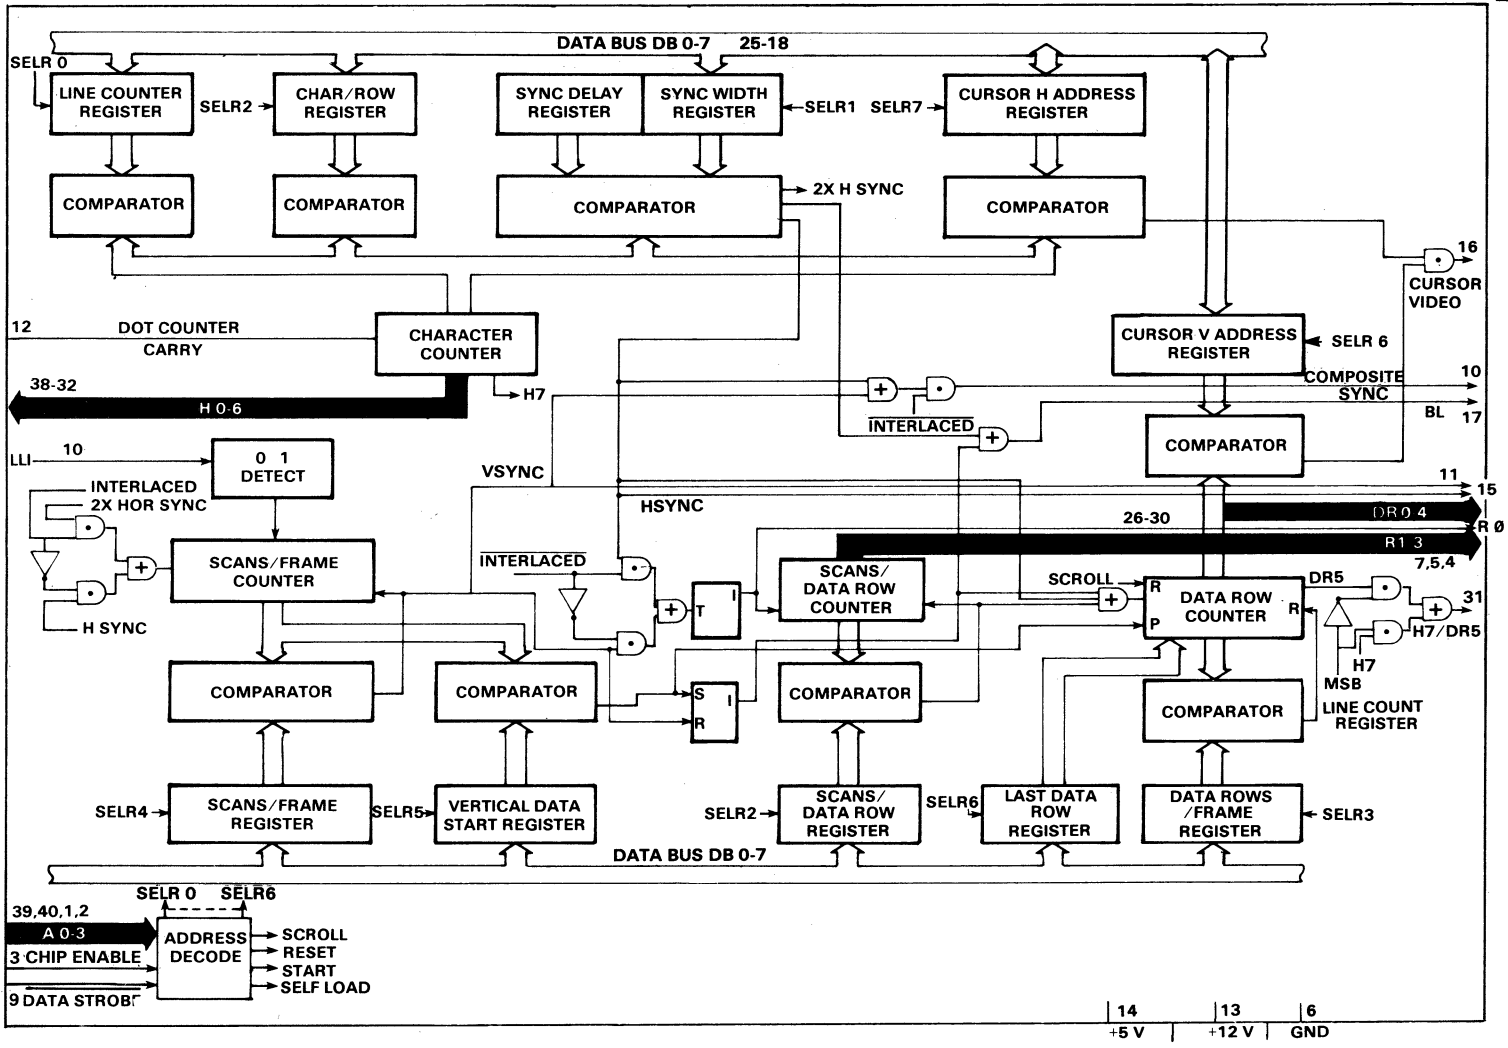 DATA BUS DB 0-7 25-18
SELR 0
LINE COUNTER
REGISTER
SELR2
CHAR/ROW
REGISTER
SYNC DELAY
REGISTER
SYNC WIDTH
REGISTER
SELR1
SELR7
CURSOR H ADDRESS
REGISTER
COMPARATOR
COMPARATOR
COMPARATOR
2X H SYNC
COMPARATOR
16
CURSOR
VIDEO
12
DOT COUNTER
CARRY
CHARACTER
COUNTER
CURSOR V ADDRESS
REGISTER
SELR 6
38-32
H 0-6
H7
INTERLACED
COMPOSITE
SYNC
10
BL
17
COMPARATOR
LLI
10
0 1
DETECT
VSYNC
HSYNC
11
15
INTERLACED
2X HOR SYNC
DR 0 4
26-30
R 0
R1 3
7,5,4
SCANS/FRAME
COUNTER
H SYNC
INTERLACED
T
I
SCANS/
DATA ROW
COUNTER
SCROLL
R
P
DATA ROW
COUNTER
R
DR5
31
H7/DR5
H7
MSB
LINE COUNT
REGISTER
COMPARATOR
COMPARATOR
S
R
I
COMPARATOR
COMPARATOR
SELR4
SCANS/FRAME
REGISTER
SELR5
VERTICAL DATA
START REGISTER
SELR2
SCANS/
DATA ROW
REGISTER
SELR6
LAST DATA
ROW
REGISTER
DATA ROWS
/FRAME
REGISTER
SELR3
DATA BUS DB 0-7
SELR 0
SELR6
39,40,1,2
A 0-3
3 CHIP ENABLE
9 DATA STROBE
ADDRESS
DECODE
SCROLL
RESET
START
SELF LOAD
14
13
6
+5 V
+12 V
GND